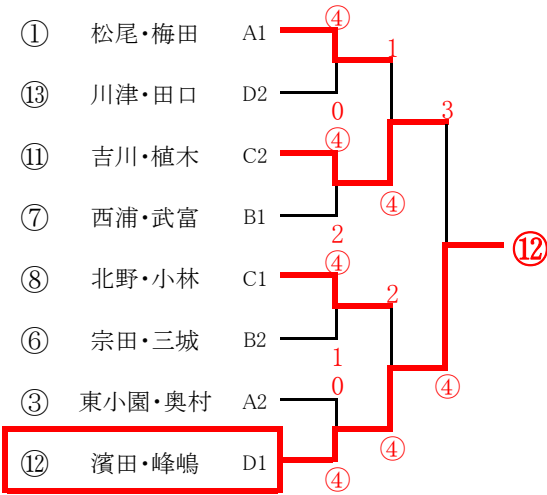 ① 松尾・梅田 A1 ④ 1
⑬ 川津・田口 D2 0 3
⑪ 吉川・植木 C2 ④ ④
⑦ 西浦・武富 B1 2 ⑫
⑧ 北野・小林 C1 ④ 2
⑥ 宗田・三城 B2 1
③ 東小園・奥村 A2 0 ④
⑫ 濱田・峰嶋 D1 ④ ④